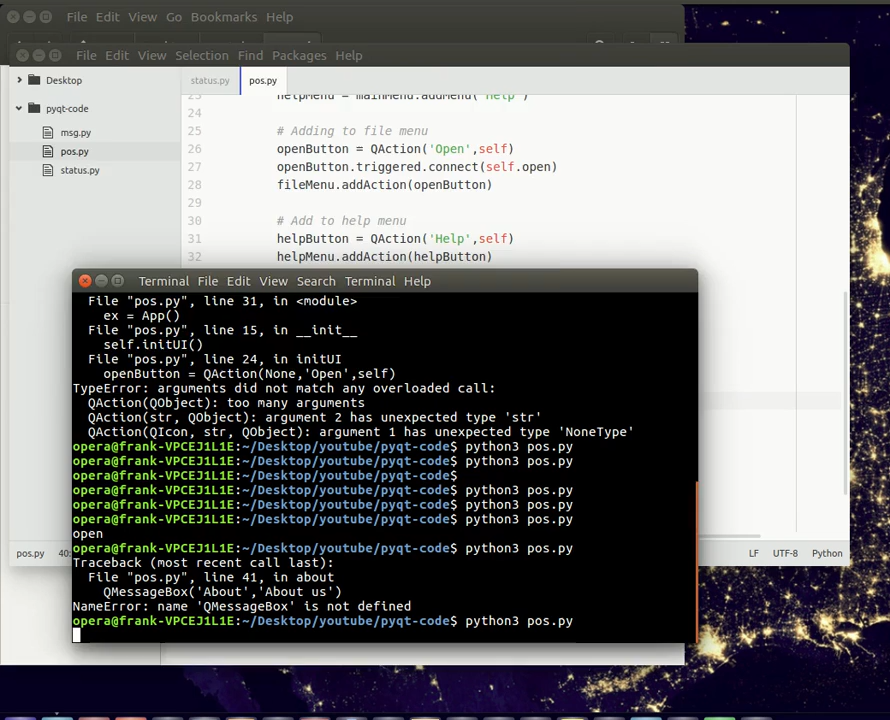 File Edit View Go Bookmarks Help
File Edit View Selection Find Packages Help
Desktop
pyqt-code
msg.py
pos.py
status.py
status.py pos.py
23 helpMenu = mainMenu.addMenu('Help')
24
25 # Adding to file menu
26 openButton = QAction('Open',self)
27 openButton.triggered.connect(self.open)
28 fileMenu.addAction(openButton)
29
30 # Add to help menu
31 helpButton = QAction('Help',self)
32 helpMenu.addAction(helpButton)
Terminal File Edit View Search Terminal Help
File "pos.py", line 31, in <module>
ex = App()
File "pos.py", line 15, in __init__
self.initUI()
File "pos.py", line 24, in initUI
openButton = QAction(None,'Open',self)
TypeError: arguments did not match any overloaded call:
QAction(QObject): too many arguments
QAction(str, QObject): argument 2 has unexpected type 'str'
QAction(QIcon, str, QObject): argument 1 has unexpected type 'NoneType'
opera@frank-VPCEJ1L1E:~/Desktop/youtube/pyqt-code$ python3 pos.py
opera@frank-VPCEJ1L1E:~/Desktop/youtube/pyqt-code$ python3 pos.py
opera@frank-VPCEJ1L1E:~/Desktop/youtube/pyqt-code$
opera@frank-VPCEJ1L1E:~/Desktop/youtube/pyqt-code$ python3 pos.py
opera@frank-VPCEJ1L1E:~/Desktop/youtube/pyqt-code$ python3 pos.py
opera@frank-VPCEJ1L1E:~/Desktop/youtube/pyqt-code$ python3 pos.py
open
opera@frank-VPCEJ1L1E:~/Desktop/youtube/pyqt-code$ python3 pos.py
Traceback (most recent call last):
File "pos.py", line 41, in about
QMessageBox('About','About us')
NameError: name 'QMessageBox' is not defined
opera@frank-VPCEJ1L1E:~/Desktop/youtube/pyqt-code$ python3 pos.py
pos.py 40: LF UTF-8 Python